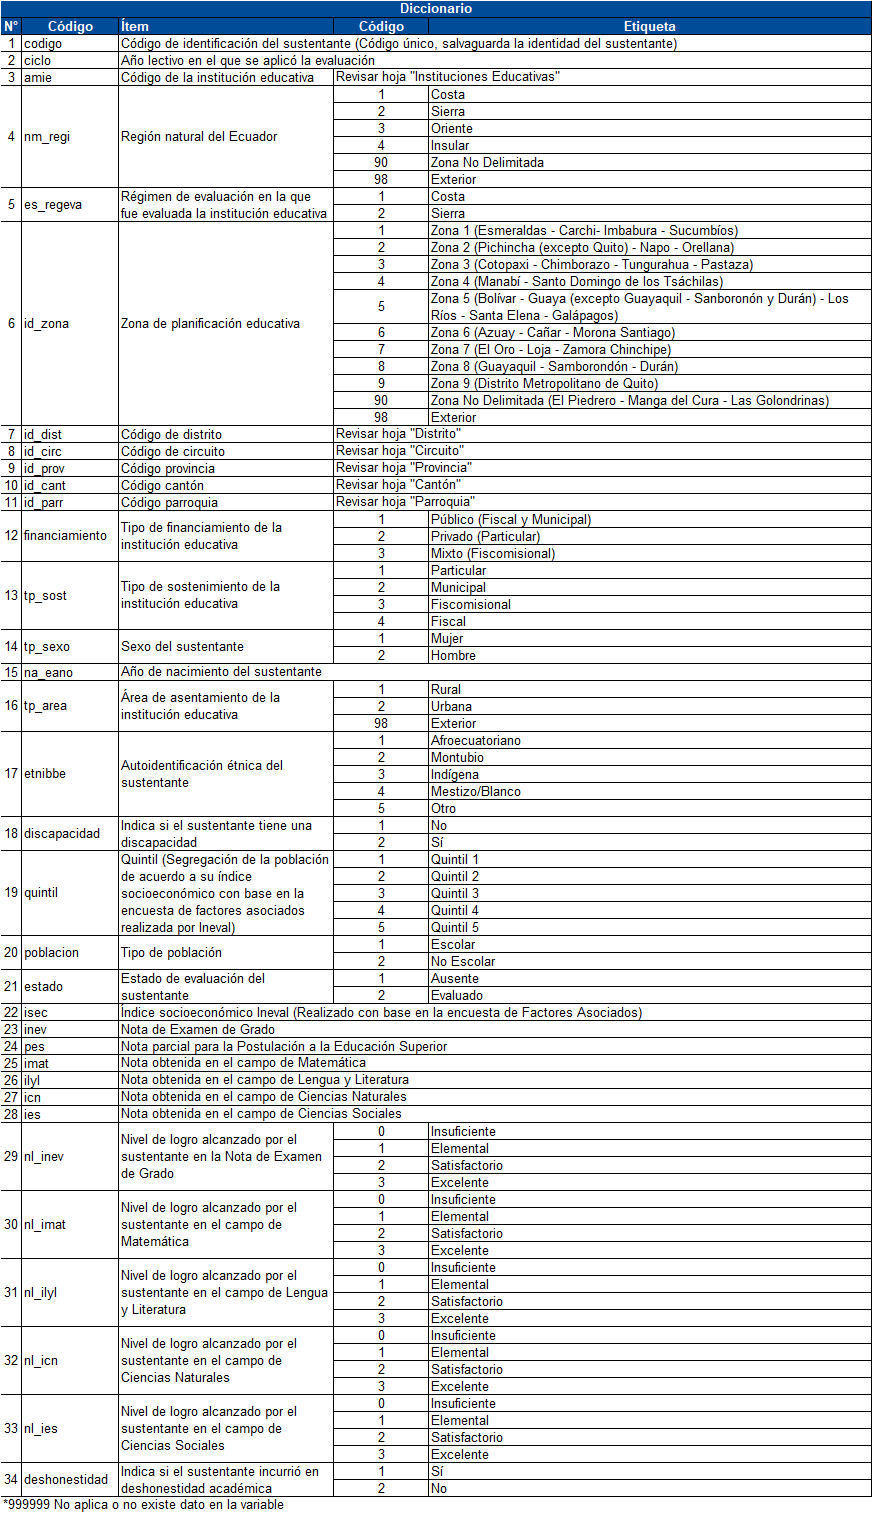 Diccionario
N° Código Ítem Código Etiqueta
1 codigo Código de identificación del sustentante (Código único, salvaguarda la identidad del sustentante)
2 ciclo Año lectivo en el que se aplicó la evaluación
3 amie Código de la institución educativa Revisar hoja "Instituciones Educativas"
4 nm_regi Región natural del Ecuador
1 Costa
2 Sierra
3 Oriente
4 Insular
90 Zona No Delimitada
98 Exterior
5 es_regeva Régimen de evaluación en la que
fue evaluada la institución educativa
1 Costa
2 Sierra
6 id_zona Zona de planificación educativa
1 Zona 1 (Esmeraldas - Carchi- Imbabura - Sucumbíos)
2 Zona 2 (Pichincha (excepto Quito) - Napo - Orellana)
3 Zona 3 (Cotopaxi - Chimborazo - Tungurahua - Pastaza)
4 Zona 4 (Manabí - Santo Domingo de los Tsáchilas)
5 Zona 5 (Bolívar - Guaya (excepto Guayaquil - Sanboronón y Durán) - Los
Ríos - Santa Elena - Galápagos)
6 Zona 6 (Azuay - Cañar - Morona Santiago)
7 Zona 7 (El Oro - Loja - Zamora Chinchipe)
8 Zona 8 (Guayaquil - Samborondón - Durán)
9 Zona 9 (Distrito Metropolitano de Quito)
90 Zona No Delimitada (El Piedrero - Manga del Cura - Las Golondrinas)
98 Exterior
7 id_dist Código de distrito Revisar hoja "Distrito"
8 id_circ Código de circuito Revisar hoja "Circuito"
9 id_prov Código provincia Revisar hoja "Provincia"
10 id_cant Código cantón Revisar hoja "Cantón"
11 id_parr Código parroquia Revisar hoja "Parroquia"
12 financiamiento Tipo de financiamiento de la
institución educativa
1 Público (Fiscal y Municipal)
2 Privado (Particular)
3 Mixto (Fiscomisional)
13 tp_sost Tipo de sostenimiento de la
institución educativa
1 Particular
2 Municipal
3 Fiscomisional
4 Fiscal
14 tp_sexo Sexo del sustentante
1 Mujer
2 Hombre
15 na_eano Año de nacimiento del sustentante
16 tp_area Área de asentamiento de la
institución educativa
1 Rural
2 Urbana
98 Exterior
17 etnibbe Autoidentificación étnica del
sustentante
1 Afroecuatoriano
2 Montubio
3 Indígena
4 Mestizo/Blanco
5 Otro
18 discapacidad Indica si el sustentante tiene una
discapacidad
1 No
2 Sí
19 quintil Quintil (Segregación de la población
de acuerdo a su índice
socioeconómico con base en la
encuesta de factores asociados
realizada por Ineval)
1 Quintil 1
2 Quintil 2
3 Quintil 3
4 Quintil 4
5 Quintil 5
20 poblacion Tipo de población
1 Escolar
2 No Escolar
21 estado Estado de evaluación del
sustentante
1 Ausente
2 Evaluado
22 isec Índice socioeconómico Ineval (Realizado con base en la encuesta de Factores Asociados)
23 inev Nota de Examen de Grado
24 pes Nota parcial para la Postulación a la Educación Superior
25 imat Nota obtenida en el campo de Matemática
26 ilyl Nota obtenida en el campo de Lengua y Literatura
27 icn Nota obtenida en el campo de Ciencias Naturales
28 ies Nota obtenida en el campo de Ciencias Sociales
29 nl_inev Nivel de logro alcanzado por el
sustentante en la Nota de Examen
de Grado
0 Insuficiente
1 Elemental
2 Satisfactorio
3 Excelente
30 nl_imat Nivel de logro alcanzado por el
sustentante en el campo de
Matemática
0 Insuficiente
1 Elemental
2 Satisfactorio
3 Excelente
31 nl_ilyl Nivel de logro alcanzado por el
sustentante en el campo de Lengua
y Literatura
0 Insuficiente
1 Elemental
2 Satisfactorio
3 Excelente
32 nl_icn Nivel de logro alcanzado por el
sustentante en el campo de
Ciencias Naturales
0 Insuficiente
1 Elemental
2 Satisfactorio
3 Excelente
33 nl_ies Nivel de logro alcanzado por el
sustentante en el campo de
Ciencias Sociales
0 Insuficiente
1 Elemental
2 Satisfactorio
3 Excelente
34 deshonestidad Indica si el sustentante incurrió en
deshonestidad académica
1 Sí
2 No
*999999 No aplica o no existe dato en la variable